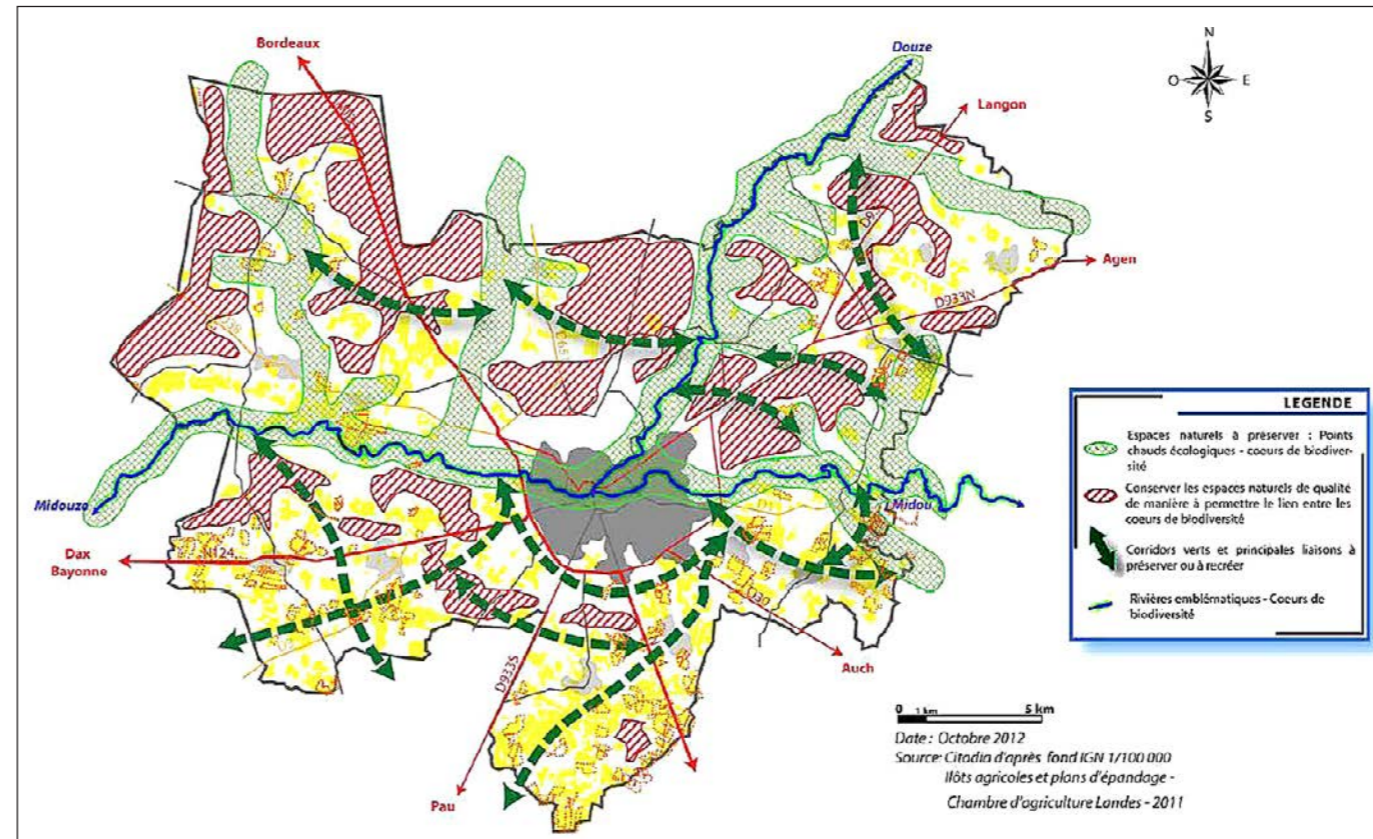 Bordeaux
Douze
N
O
E
S
Langon
D9
Agen
D933N
Midouze
Midou
Dax
Bayonne
N124
D30
D933S
Auch
Pau
LEGENDE
Espaces naturels à préserver : Points
chauds écologiques - coeurs de biodiver-
sité
Conserver les espaces naturels de qualité
de manière à permettre le lien entre les
coeurs de biodiversité
Corridors verts et principales liaisons à
préserver ou à recréer
Rivières emblématiques - Coeurs de
biodiversité
0 1 km 5 km
Date : Octobre 2012
Source: Citadia d'après fond IGN 1/100 000
Ilôts agricoles et plans d'épandage -
Chambre d'agriculture Landes - 2011